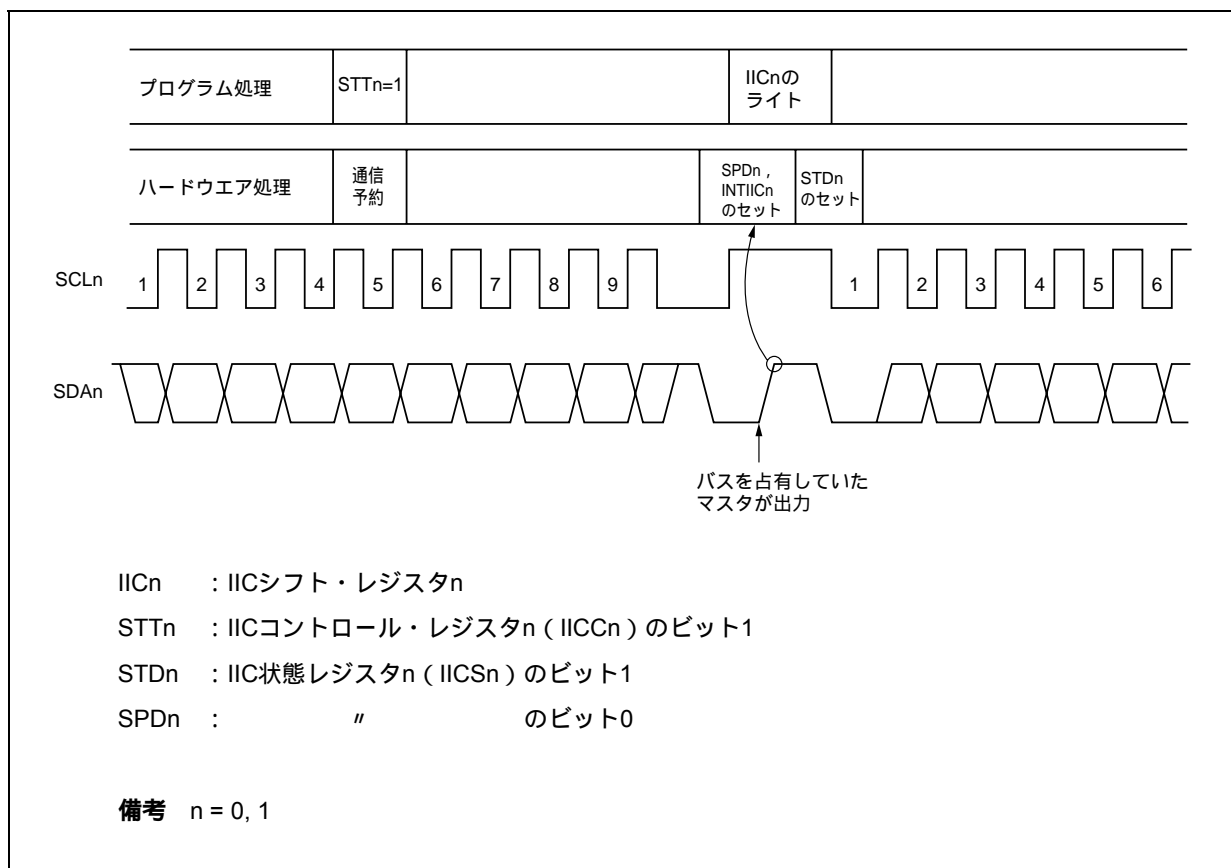 プログラム処理 STTn=1 IICnの
ライト
ハードウエア処理 通信
予約 SPDn ,
INTIICn
のセット STDn
のセット
SCLn 1 2 3 4 5 6 7 8 9 1 2 3 4 5 6
SDAn
バスを占有していた
マスタが出力
IICn : IICシフト・レジスタn
STTn : IICコントロール・レジスタn ( IICCn ) のビット1
STDn : IIC状態レジスタn ( IICSn ) のビット1
SPDn : 〃 のビット0
備考 n = 0, 1